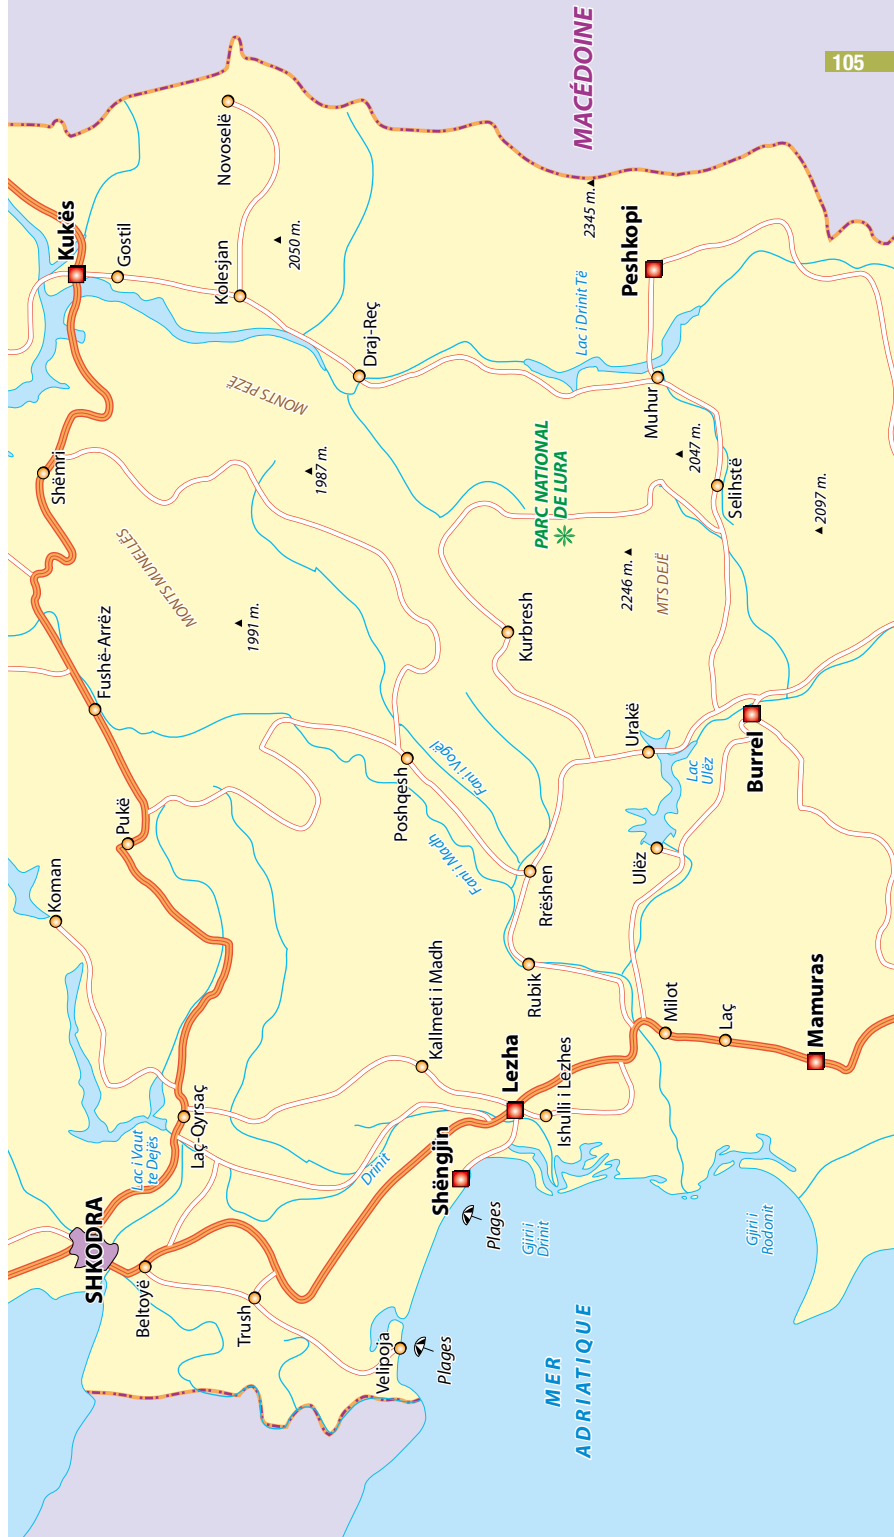 105
MACÉDOINE
Novoselë
2050 m.
2345 m.
Kukës
Gostil
Kolesjan
Peshkopi
Lac i Drinit Të
Draj-Reç
MONTS PEZË
Muhur
2047 m.
Shëmri
1987 m.
PARC NATIONAL
DE LURA
Selihstë
2097 m.
MONTS MUNELLËS
2246 m.
MTS DEJË
1991 m.
Kurbresh
Fushë-Arrëz
Urakë
Fani i Vogël
Poshqesh
Lac
Ulëz
Burrel
Pukë
Fani i Madh
Ulëz
Rrëshen
Koman
Kallmeti i Madh
Rubik
Milot
Laç
Mamuras
Lezha
Ishulli i Lezhes
Laç-Qyrsaç
Lac i Vaut
te Dejës
Drinit
Shëngjin
Plages
Gjiri i
Drinit
Gjiri i
Rodonit
SHKODRA
Beltoyë
Trush
Velipoja
Plages
MER
ADRIATIQUE